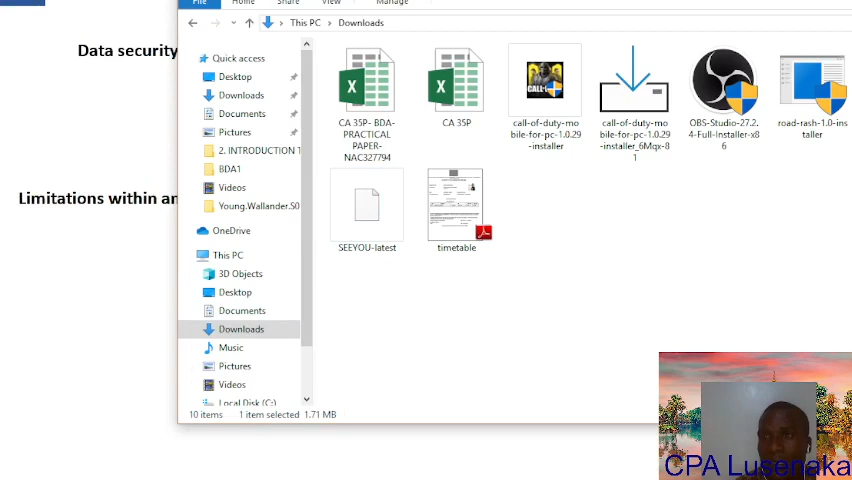 File Home Share View Manage
This PC Downloads
Data security
Limitations within an
Quick access
Desktop
Downloads
Documents
Pictures
2. INTRODUCTION T
BDA1
Videos
Young.Wallander.S0
OneDrive
This PC
3D Objects
Desktop
Documents
Downloads
Music
Pictures
Videos
Local Disk (C:)
CA 35P- BDA-
PRACTICAL
PAPER-
NAC327794
CA 35P
CALL
call-of-duty-mo
bile-for-pc-1.0.29
-installer
call-of-duty-mo
bile-for-pc-1.0.29
-installer_6Mqx-8
1
OBS-Studio-27.2.
4-Full-Installer-x8
6
road-rash-1.0-ins
taller
SEEYOU-latest
timetable
10 items 1 item selected 1.71 MB
CPA Lusenaka